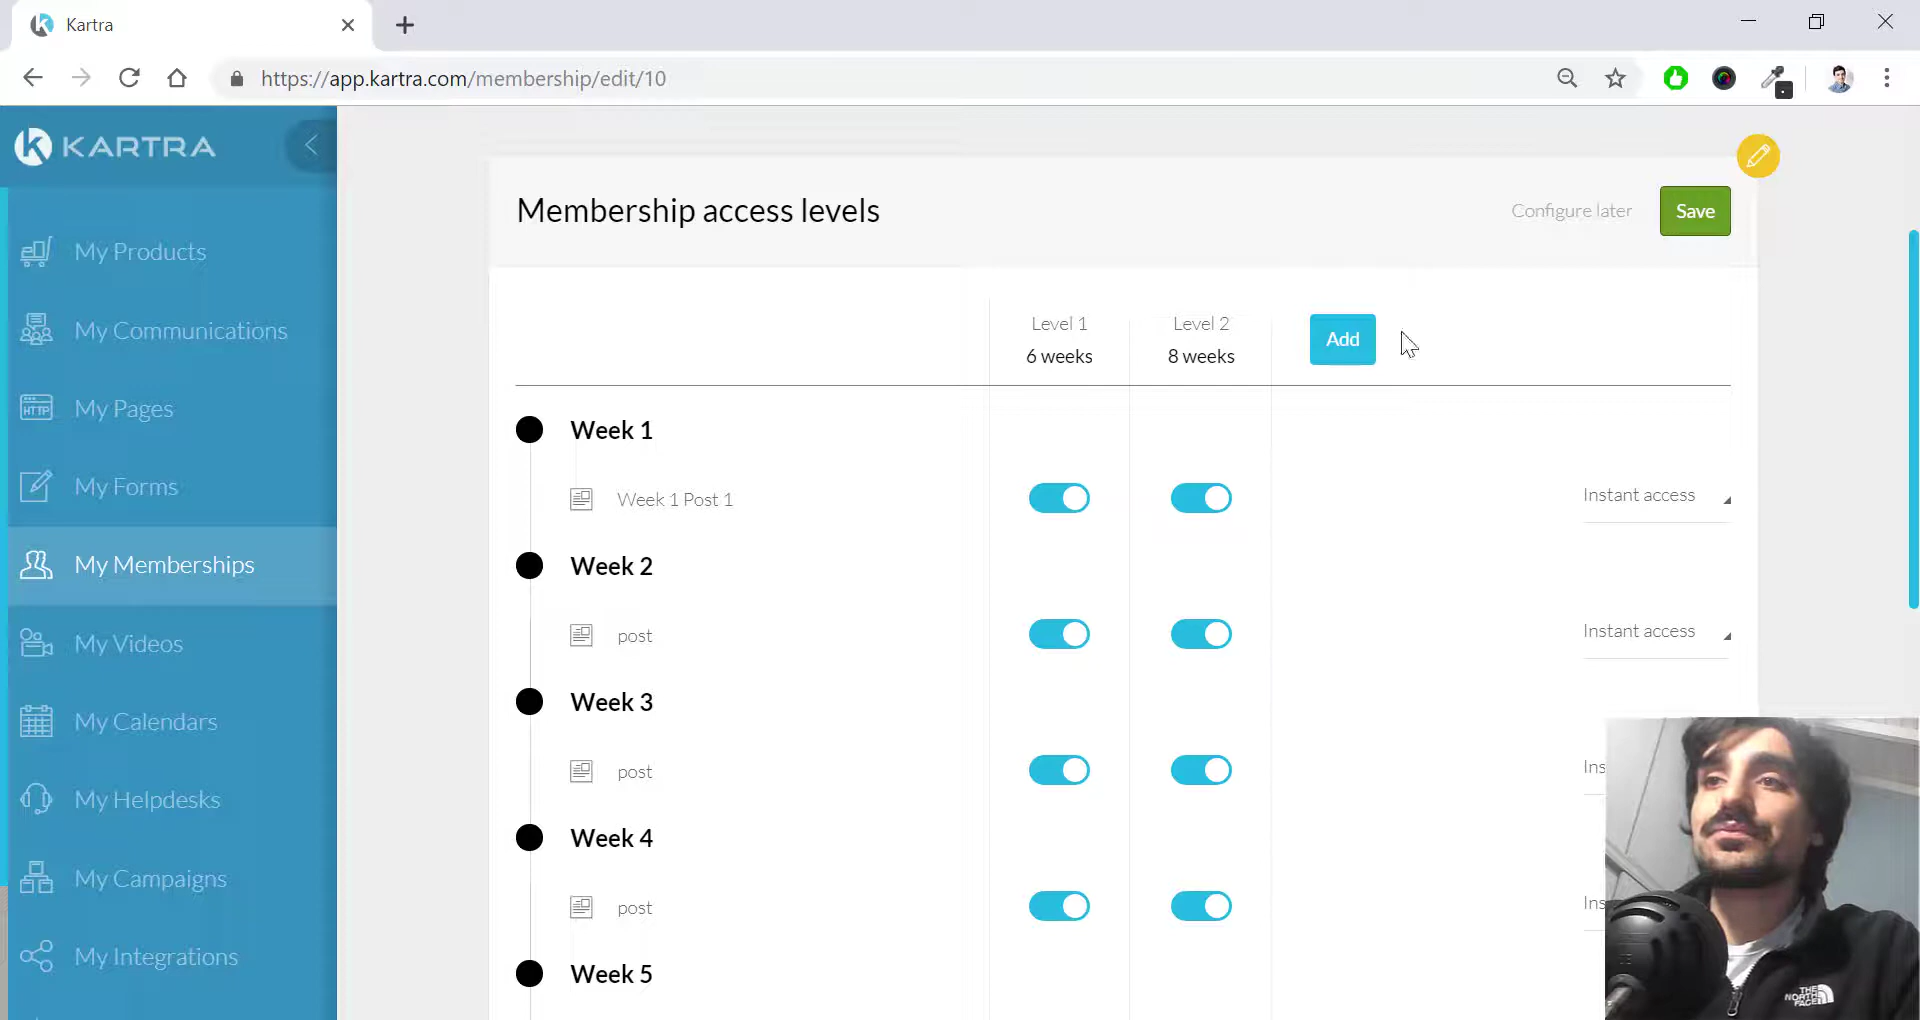 Kartra
https://app.kartra.com/membership/edit/10
KARTRA
My Products
My Communications
My Pages
My Forms
My Memberships
My Videos
My Calendars
My Helpdesks
My Campaigns
My Integrations
Membership access levels
Configure later
Save
Level 1
6 weeks
Level 2
8 weeks
Add
Week 1
Week 1 Post 1
Instant access
Week 2
post
Instant access
Week 3
post
Ins
Week 4
post
Ins
Week 5
HTTP
THE
NORTH
FACE